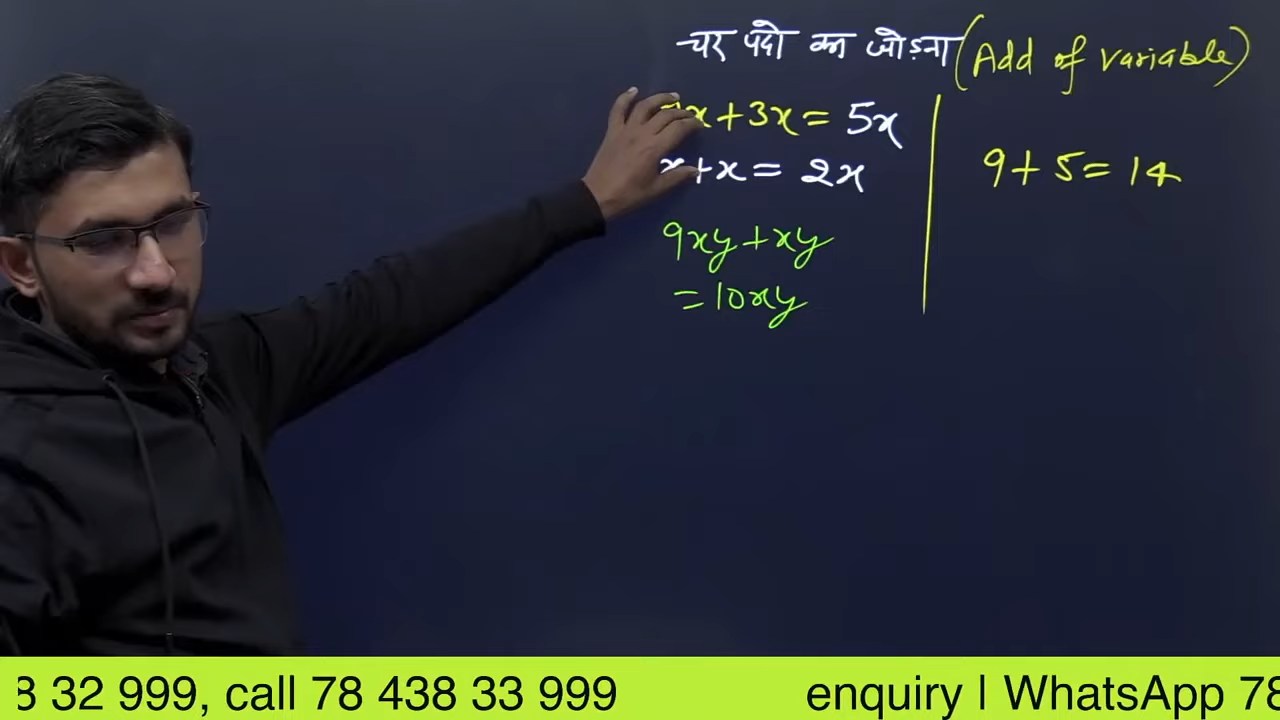 चर पदो का जोड़ना (Add of variable)
x + 3x = 5x
x + x = 2x
9xy + xy
= 10xy
9 + 5 = 14
8 32 999, call 78 438 33 999 enquiry | WhatsApp 78